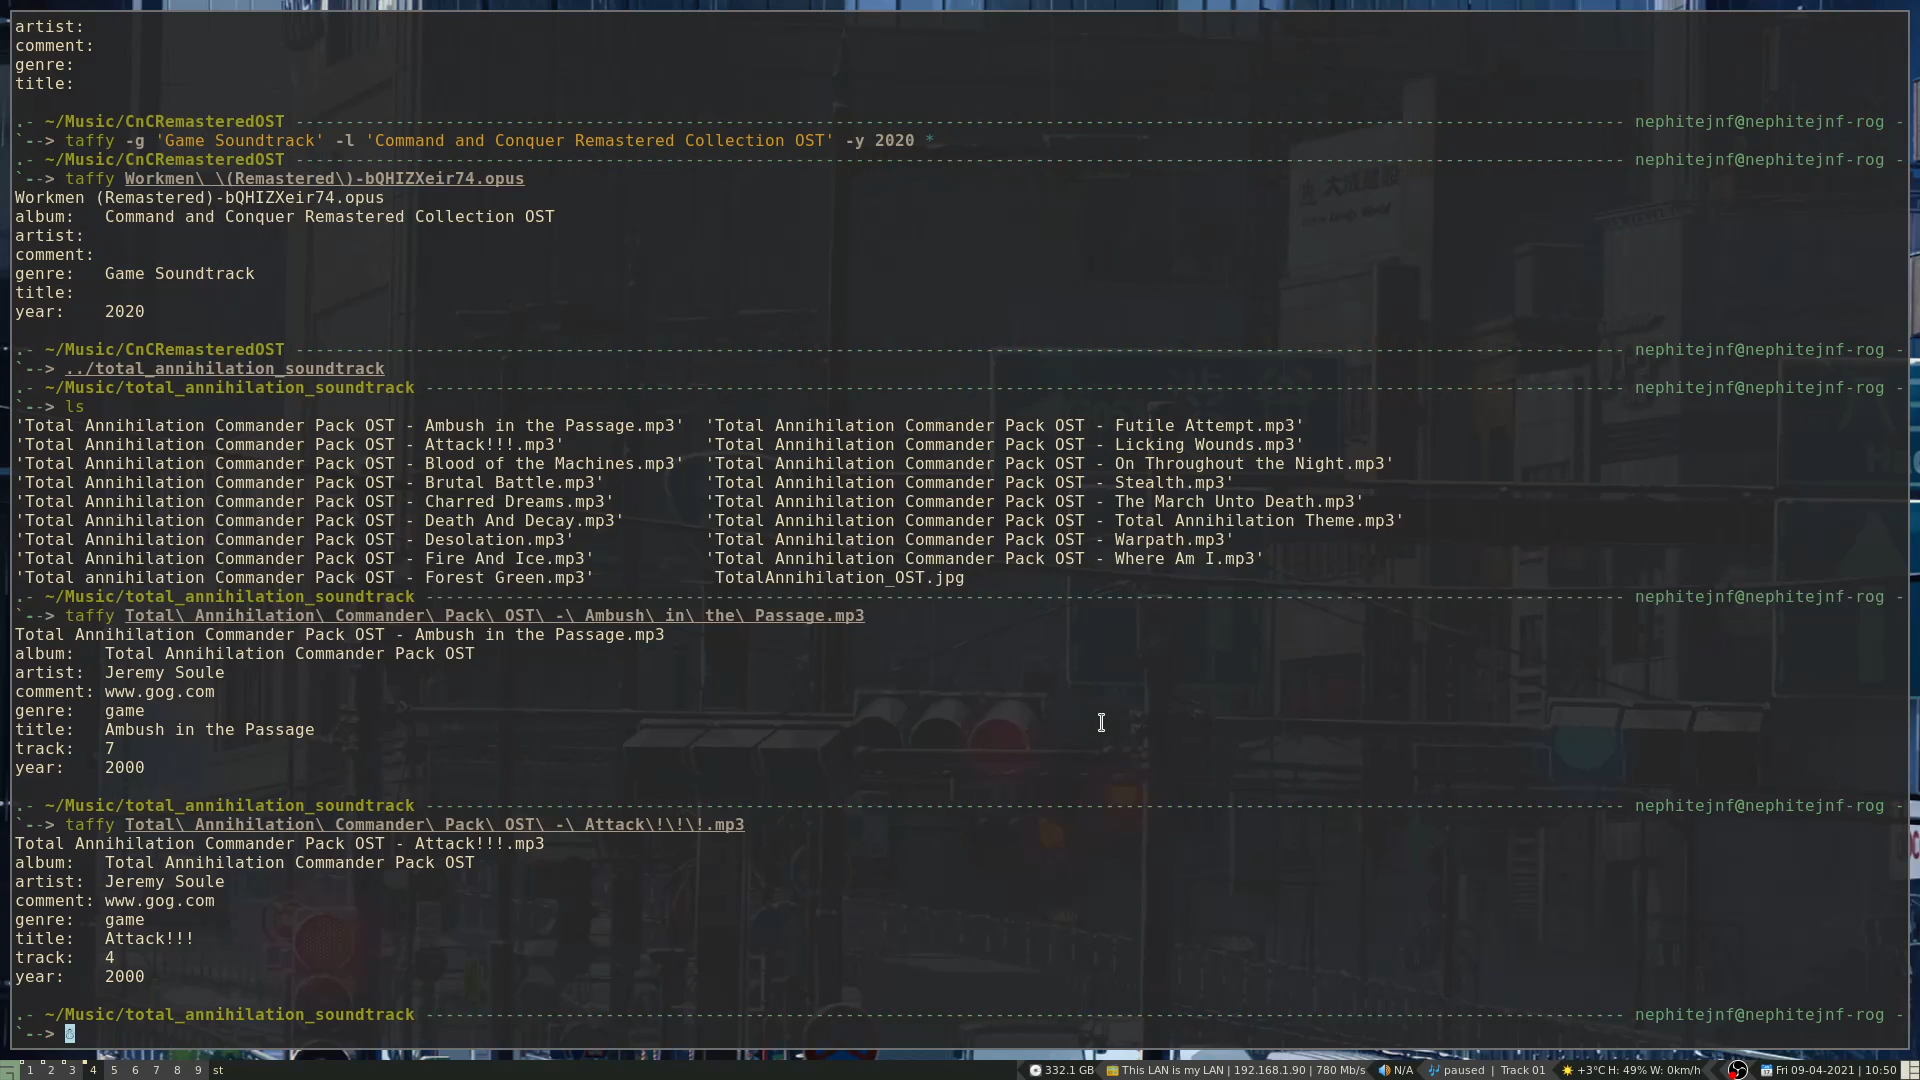 artist:
comment:
genre:
title:
.- ~/Music/CnCRemasteredOST nephitejnf@nephitejnf-rog -
`--> taffy -g 'Game Soundtrack' -l 'Command and Conquer Remastered Collection OST' -y 2020 *
.- ~/Music/CnCRemasteredOST nephitejnf@nephitejnf-rog -
`--> taffy Workmen\ \(Remastered\)-bQHIZXeir74.opus
Workmen (Remastered)-bQHIZXeir74.opus
album: Command and Conquer Remastered Collection OST
artist:
comment:
genre: Game Soundtrack
title:
year: 2020
.- ~/Music/CnCRemasteredOST nephitejnf@nephitejnf-rog -
`--> ../total_annihilation_soundtrack
.- ~/Music/total_annihilation_soundtrack nephitejnf@nephitejnf-rog -
`--> ls
'Total Annihilation Commander Pack OST - Ambush in the Passage.mp3' 'Total Annihilation Commander Pack OST - Futile Attempt.mp3'
'Total Annihilation Commander Pack OST - Attack!!!.mp3' 'Total Annihilation Commander Pack OST - Licking Wounds.mp3'
'Total Annihilation Commander Pack OST - Blood of the Machines.mp3' 'Total Annihilation Commander Pack OST - On Throughout the Night.mp3'
'Total Annihilation Commander Pack OST - Brutal Battle.mp3' 'Total Annihilation Commander Pack OST - Stealth.mp3'
'Total Annihilation Commander Pack OST - Charred Dreams.mp3' 'Total Annihilation Commander Pack OST - The March Unto Death.mp3'
'Total Annihilation Commander Pack OST - Death And Decay.mp3' 'Total Annihilation Commander Pack OST - Total Annihilation Theme.mp3'
'Total Annihilation Commander Pack OST - Desolation.mp3' 'Total Annihilation Commander Pack OST - Warpath.mp3'
'Total Annihilation Commander Pack OST - Fire And Ice.mp3' 'Total Annihilation Commander Pack OST - Where Am I.mp3'
'Total annihilation Commander Pack OST - Forest Green.mp3' TotalAnnihilation_OST.jpg
.- ~/Music/total_annihilation_soundtrack nephitejnf@nephitejnf-rog -
`--> taffy Total\ Annihilation\ Commander\ Pack\ OST\ -\ Ambush\ in\ the\ Passage.mp3
Total Annihilation Commander Pack OST - Ambush in the Passage.mp3
album: Total Annihilation Commander Pack OST
artist: Jeremy Soule
comment: www.gog.com
genre: game
title: Ambush in the Passage
track: 7
year: 2000
.- ~/Music/total_annihilation_soundtrack nephitejnf@nephitejnf-rog -
`--> taffy Total\ Annihilation\ Commander\ Pack\ OST\ -\ Attack\!\!\!.mp3
Total Annihilation Commander Pack OST - Attack!!!.mp3
album: Total Annihilation Commander Pack OST
artist: Jeremy Soule
comment: www.gog.com
genre: game
title: Attack!!!
track: 4
year: 2000
.- ~/Music/total_annihilation_soundtrack nephitejnf@nephitejnf-rog -
`-->
1 2 3 4 5 6 7 8 9 st 332.1 GB This LAN is my LAN | 192.168.1.90 | 780 Mb/s N/A paused | Track 01 +3°C H: 49% W: 0km/h Fri 09-04-2021 | 10:50